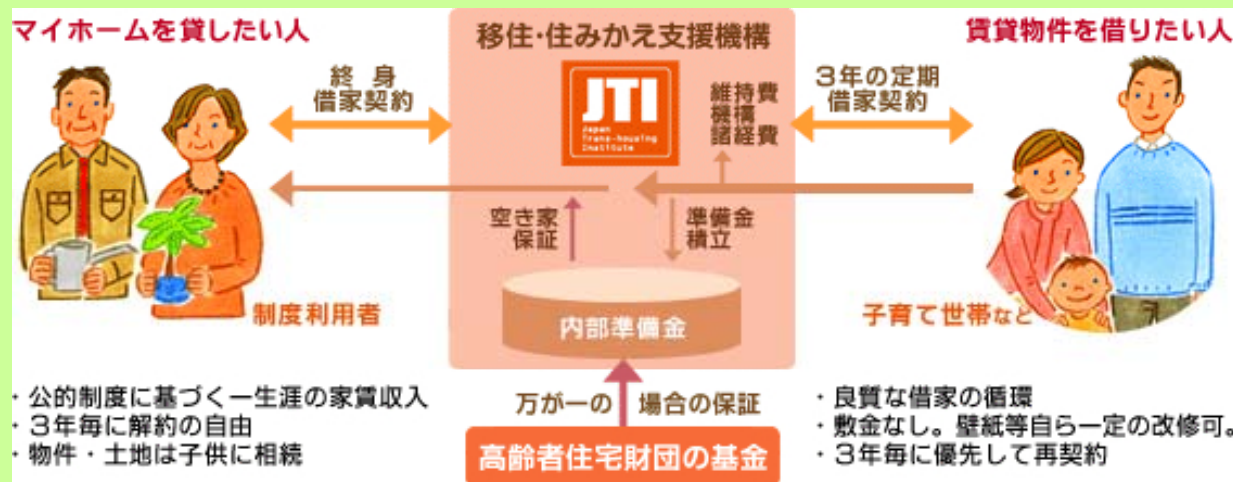 マイホームを貸したい人
終身
借家契約
制度利用者
・公的制度に基づく一生涯の家賃収入
・3年毎に解約の自由
・物件・土地は子供に相続
移住・住みかえ支援機構
JTI
Japan
Trans-housing
Institute
維持費
機構
諸経費
空き家
保証
準備金
積立
内部準備金
万が一の 場合の保証
高齢者住宅財団の基金
賃貸物件を借りたい人
3年の定期
借家契約
子育て世帯など
・良質な借家の循環
・敷金なし。壁紙等自ら一定の改修可。
・3年毎に優先して再契約